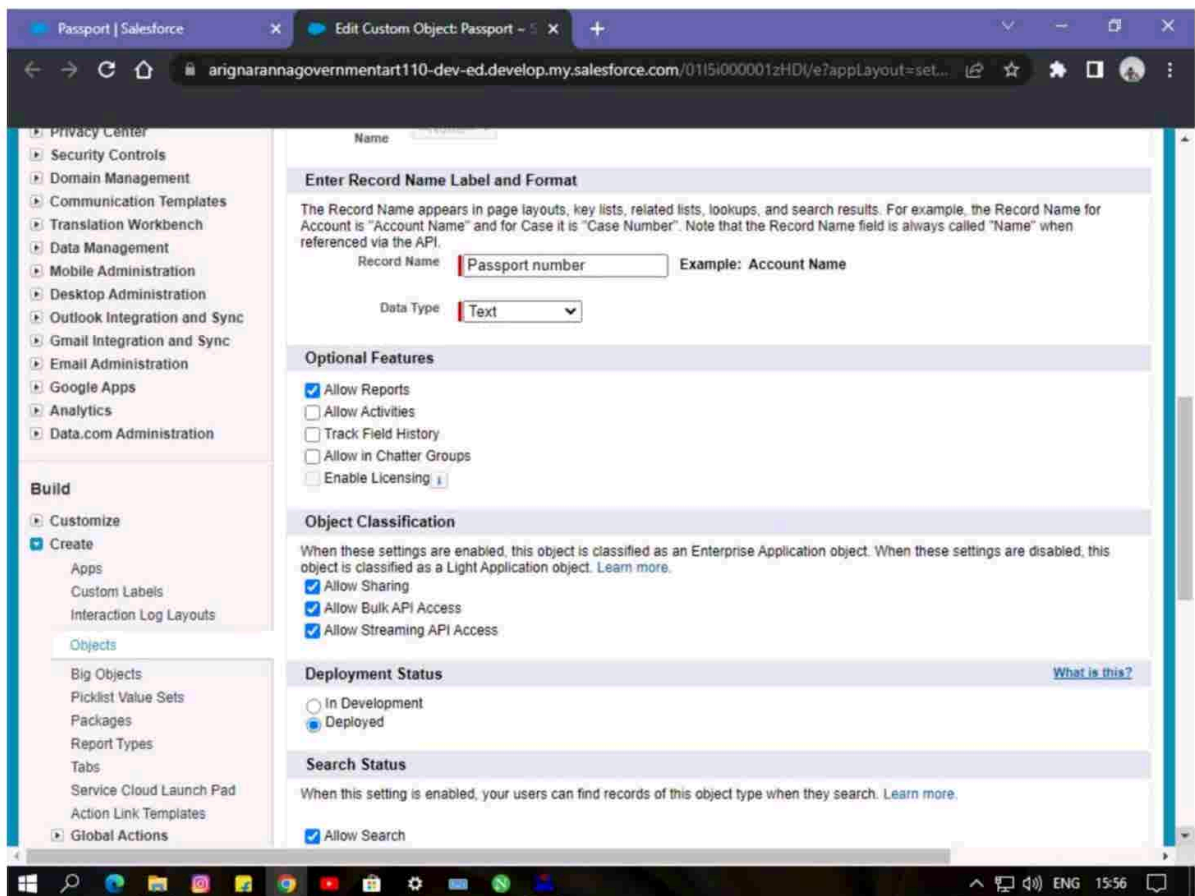 Passport | Salesforce
Edit Custom Object: Passport ~ S
arignarannagovernmentart110-dev-ed.develop.my.salesforce.com/01I5i000001zHDl/e?appLayout=set...
Privacy Center
Security Controls
Domain Management
Communication Templates
Translation Workbench
Data Management
Mobile Administration
Desktop Administration
Outlook Integration and Sync
Gmail Integration and Sync
Email Administration
Google Apps
Analytics
Data.com Administration
Build
Customize
Create
Apps
Custom Labels
Interaction Log Layouts
Objects
Big Objects
Picklist Value Sets
Packages
Report Types
Tabs
Service Cloud Launch Pad
Action Link Templates
Global Actions
Name
Enter Record Name Label and Format
The Record Name appears in page layouts, key lists, related lists, lookups, and search results. For example, the Record Name for
Account is "Account Name" and for Case it is "Case Number". Note that the Record Name field is always called "Name" when
referenced via the API.
Record Name Passport number Example: Account Name
Data Type Text
Optional Features
Allow Reports
Allow Activities
Track Field History
Allow in Chatter Groups
Enable Licensing i
Object Classification
When these settings are enabled, this object is classified as an Enterprise Application object. When these settings are disabled, this
object is classified as a Light Application object. Learn more.
Allow Sharing
Allow Bulk API Access
Allow Streaming API Access
Deployment Status What is this?
In Development
Deployed
Search Status
When this setting is enabled, your users can find records of this object type when they search. Learn more.
Allow Search
ENG 15:56